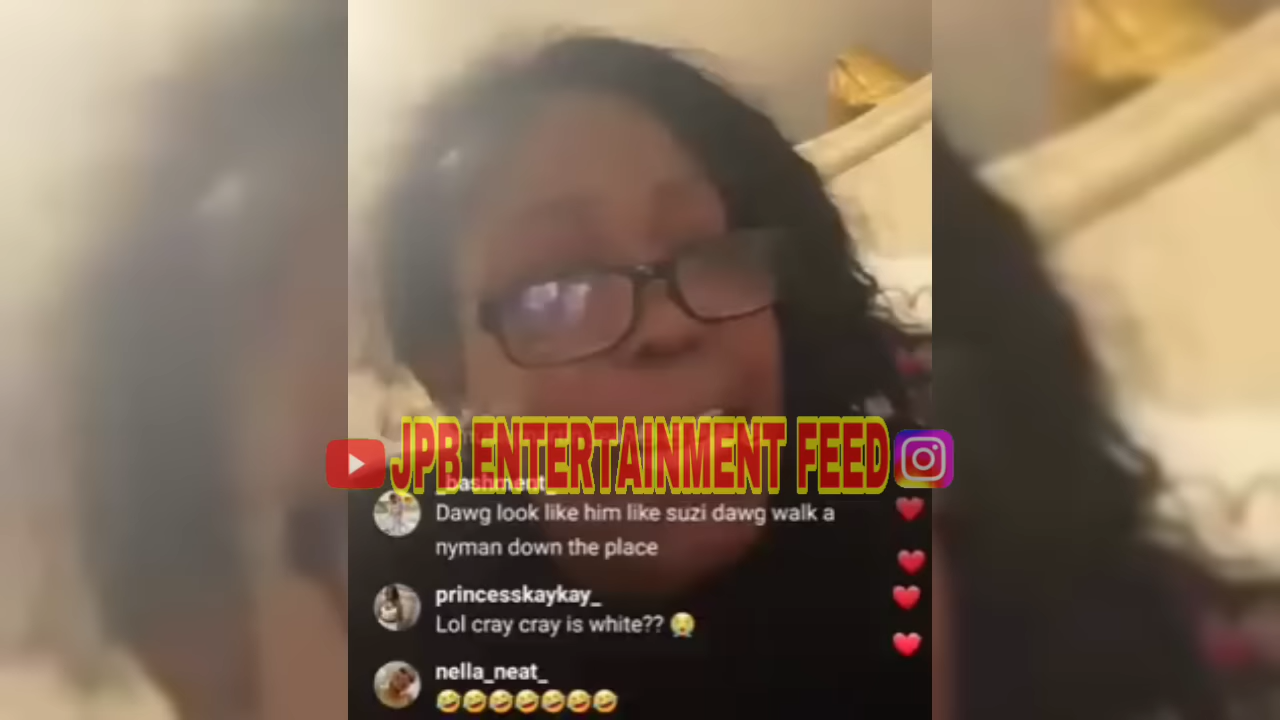 JPB ENTERTAINMENT FEED
_bashment_
Dawg look like him like suzi dawg walk a
nyman down the place
princesskaykay_
Lol cray cray is white?? 😭
nella_neat_
🤣🤣🤣🤣🤣🤣🤣